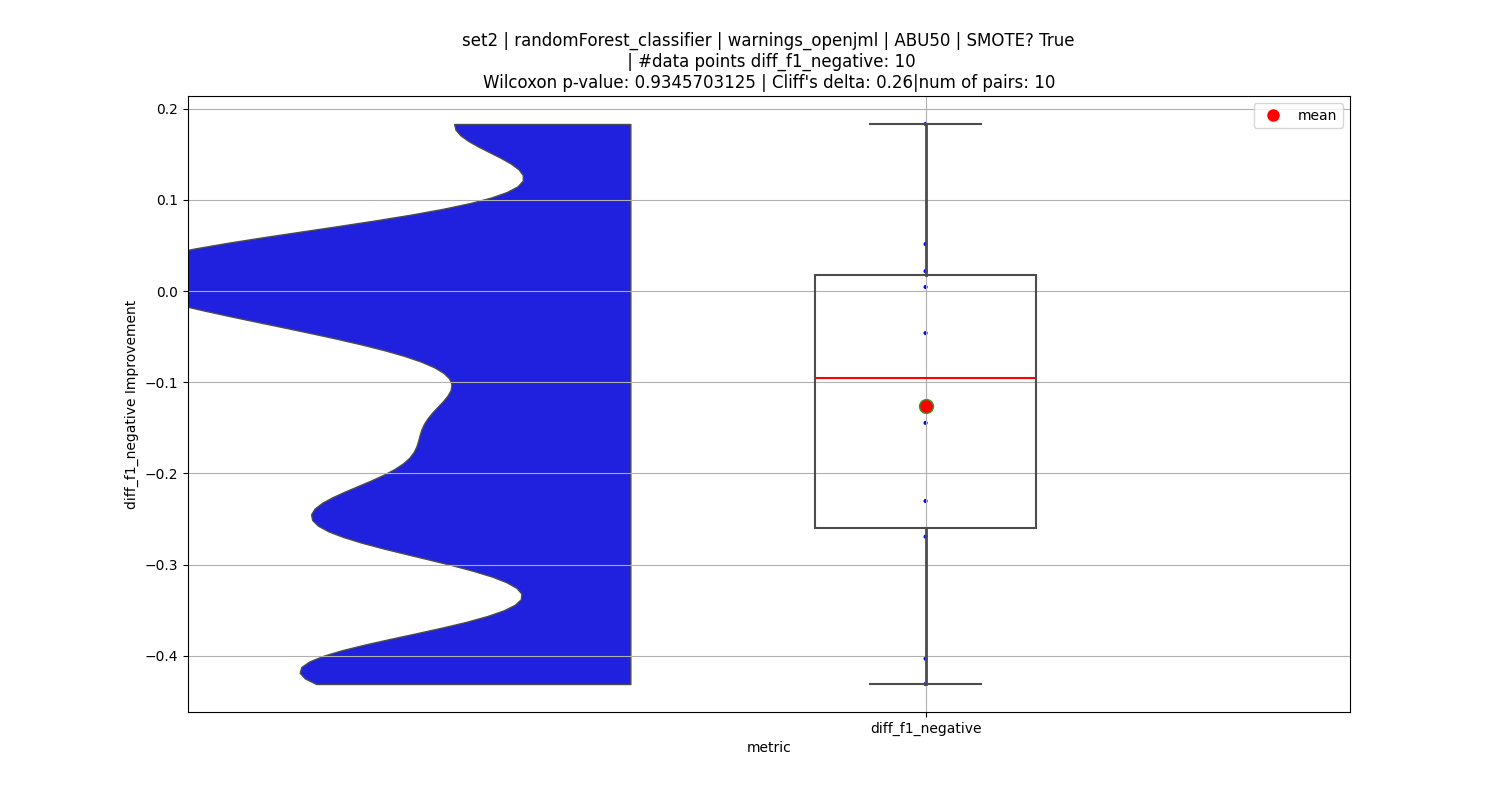 set2 | randomForest_classifier | warnings_openjml | ABU50 | SMOTE? True
| #data points diff_f1_negative: 10
Wilcoxon p-value: 0.9345703125 | Cliff's delta: 0.26|num of pairs: 10
mean
0.2
0.1
0.0
−0.1
−0.2
−0.3
−0.4
diff_f1_negative Improvement
diff_f1_negative
metric